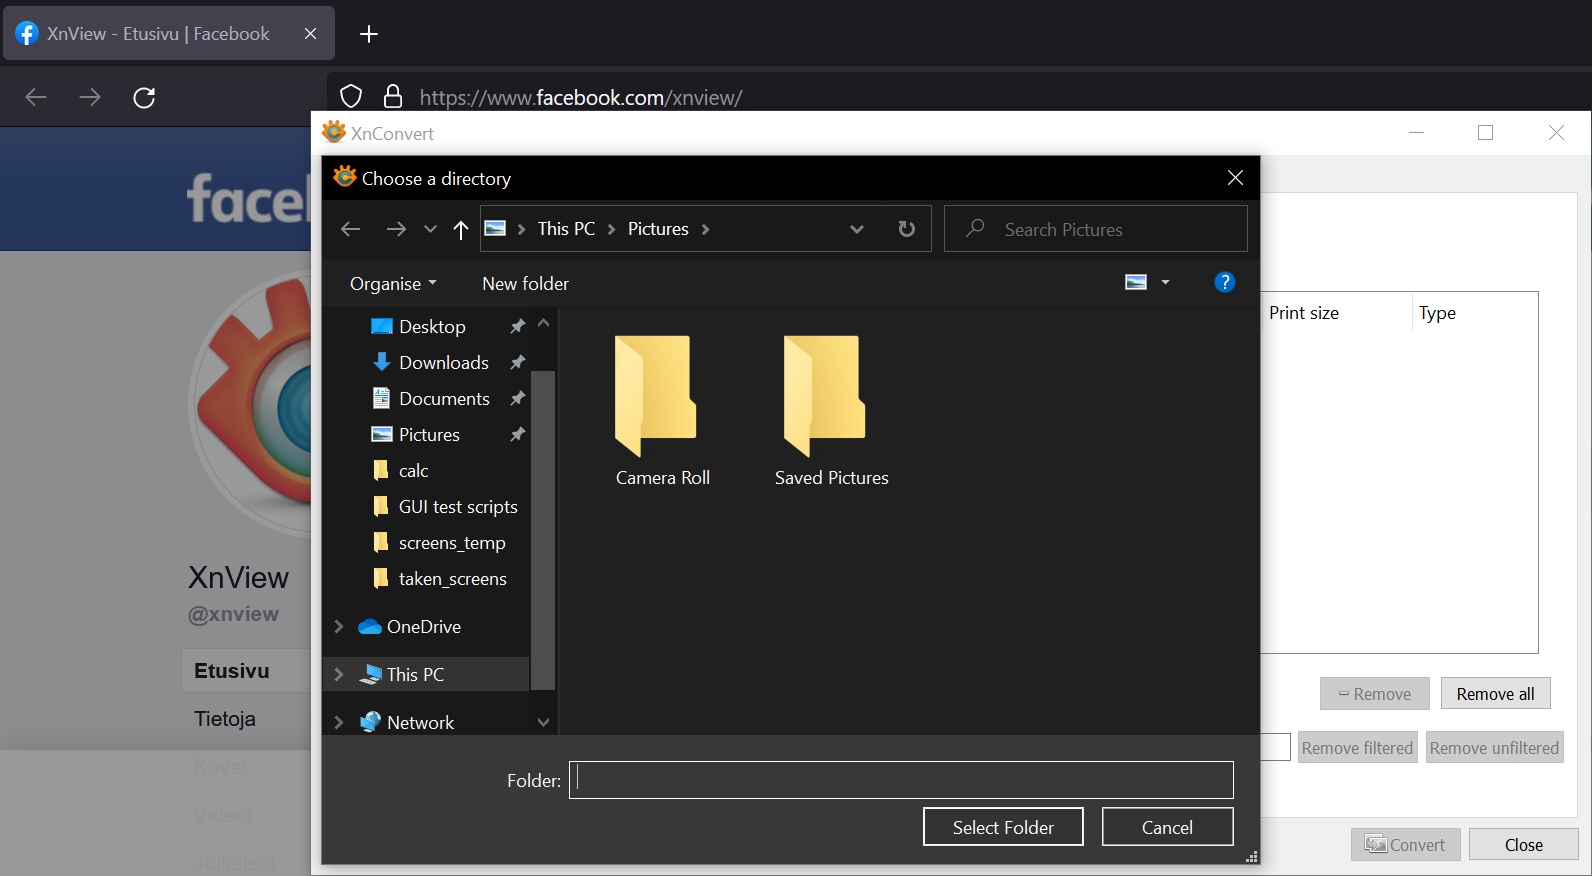 XnView - Etusivu | Facebook
https://www.facebook.com/xnview/
XnConvert
Choose a directory
This PC
Pictures
Search Pictures
Organise
New folder
?
Desktop
Downloads
Documents
Pictures
calc
GUI test scripts
screens_temp
taken_screens
OneDrive
This PC
Network
Camera Roll
Saved Pictures
Folder:
Select Folder
Cancel
Print size
Type
Remove
Remove all
Remove filtered
Remove unfiltered
Convert
Close
face
XnView
@xnview
Etusivu
Tietoja
Kuvat
Videot
Julkaisut